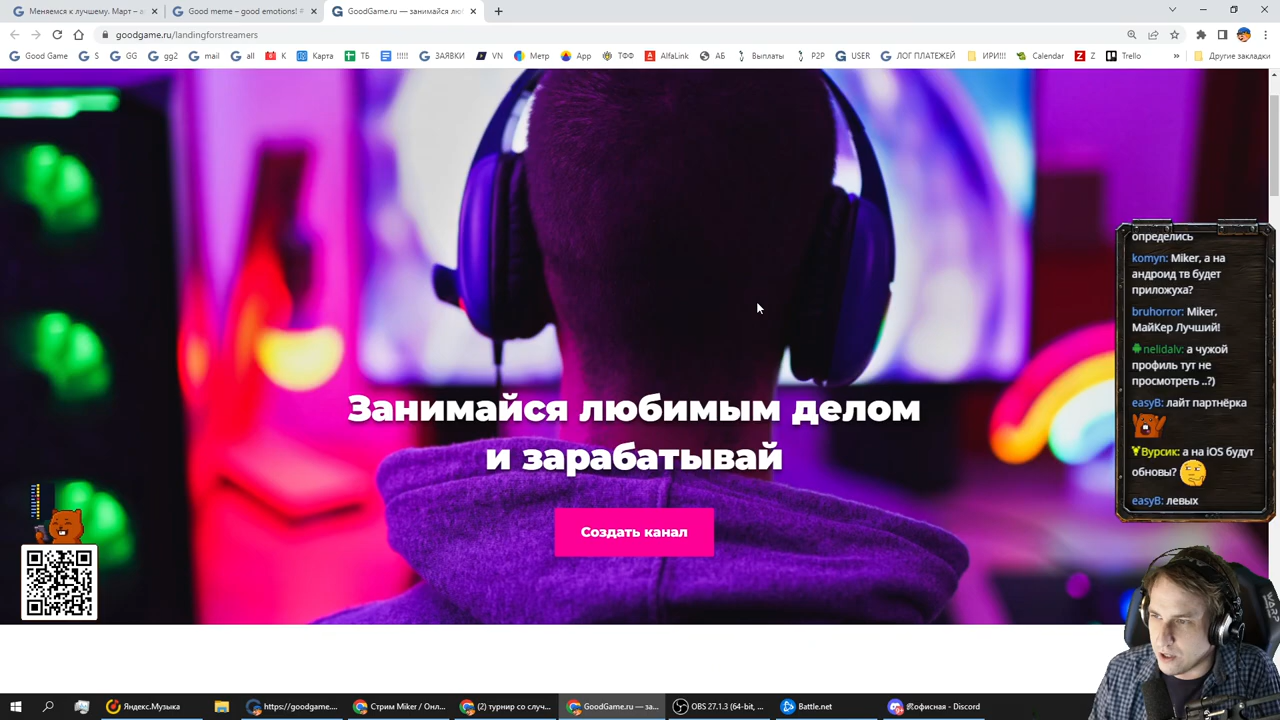 Меняемся к лучшему. Март – а
Good meme – good emotions! #
GoodGame.ru — занимайся лю
goodgame.ru/landingforstreamers
Good Game
S
GG
gg2
mail
all
К
Карта
ТБ
!!!!!
ЗАЯВКИ
VN
Метр
App
ТФФ
AlfaLink
АБ
Выплаты
P2P
USER
ЛОГ ПЛАТЕЖЕЙ
ИРИ!!!
Calendar
Z
Trello
»
Другие закладки
Занимайся любимым делом
и зарабатывай
Создать канал
определись
komyn: Miker, а на
андроид тв будет
приложуха?
bruhorror: Miker,
МайКер Лучший!
nelidalv: а чужой
профиль тут не
просмотреть ..?)
easyB: лайт партнёрка
Вурсик: а на iOS будут
обновы?
easyB: левых
WARP
Яндекс.Музыка
https://goodgame....
Стрим Miker / Онл...
(2) турнир со случ...
GoodGame.ru — за...
OBS 27.1.3 (64-bit, ...
Battle.net
#офисная - Discord